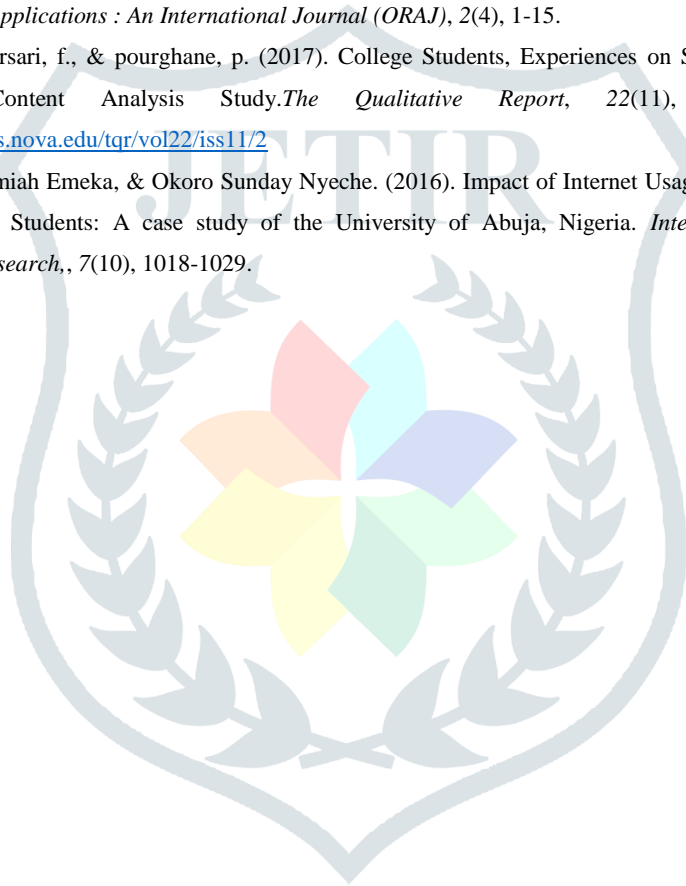 pplications : An International Journal (ORAJ), 2(4), 1-15.
rsari, f., & pourghane, p. (2017). College Students, Experiences on S
Content Analysis Study.The Qualitative Report, 22(11),
s.nova.edu/tqr/vol22/iss11/2
miah Emeka, & Okoro Sunday Nyeche. (2016). Impact of Internet Usag
Students: A case study of the University of Abuja, Nigeria. Inte
search,, 7(10), 1018-1029.
JETIR